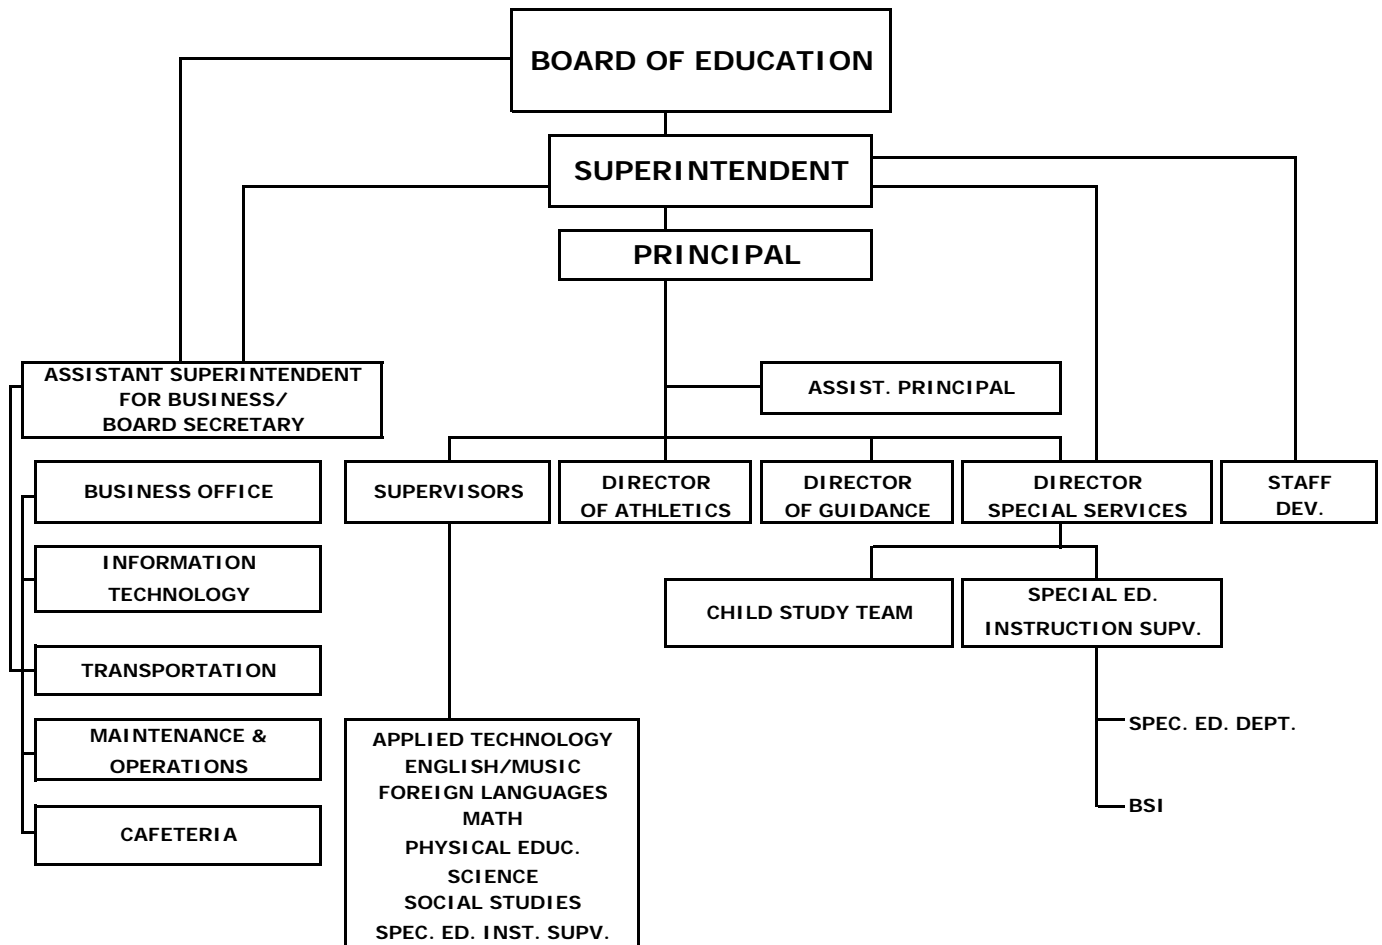 BOARD OF EDUCATION
SUPERINTENDENT
PRINCIPAL
ASSISTANT SUPERINTENDENT
FOR BUSINESS/
BOARD SECRETARY
ASSIST. PRINCIPAL
BUSINESS OFFICE
SUPERVISORS
DIRECTOR
OF ATHLETICS
DIRECTOR
OF GUIDANCE
DIRECTOR
SPECIAL SERVICES
STAFF
DEV.
INFORMATION
TECHNOLOGY
CHILD STUDY TEAM
SPECIAL ED.
INSTRUCTION SUPV.
TRANSPORTATION
MAINTENANCE &
OPERATIONS
CAFETERIA
APPLIED TECHNOLOGY
ENGLISH/MUSIC
FOREIGN LANGUAGES
MATH
PHYSICAL EDUC.
SCIENCE
SOCIAL STUDIES
SPEC. ED. INST. SUPV.
SPEC. ED. DEPT.
BSI